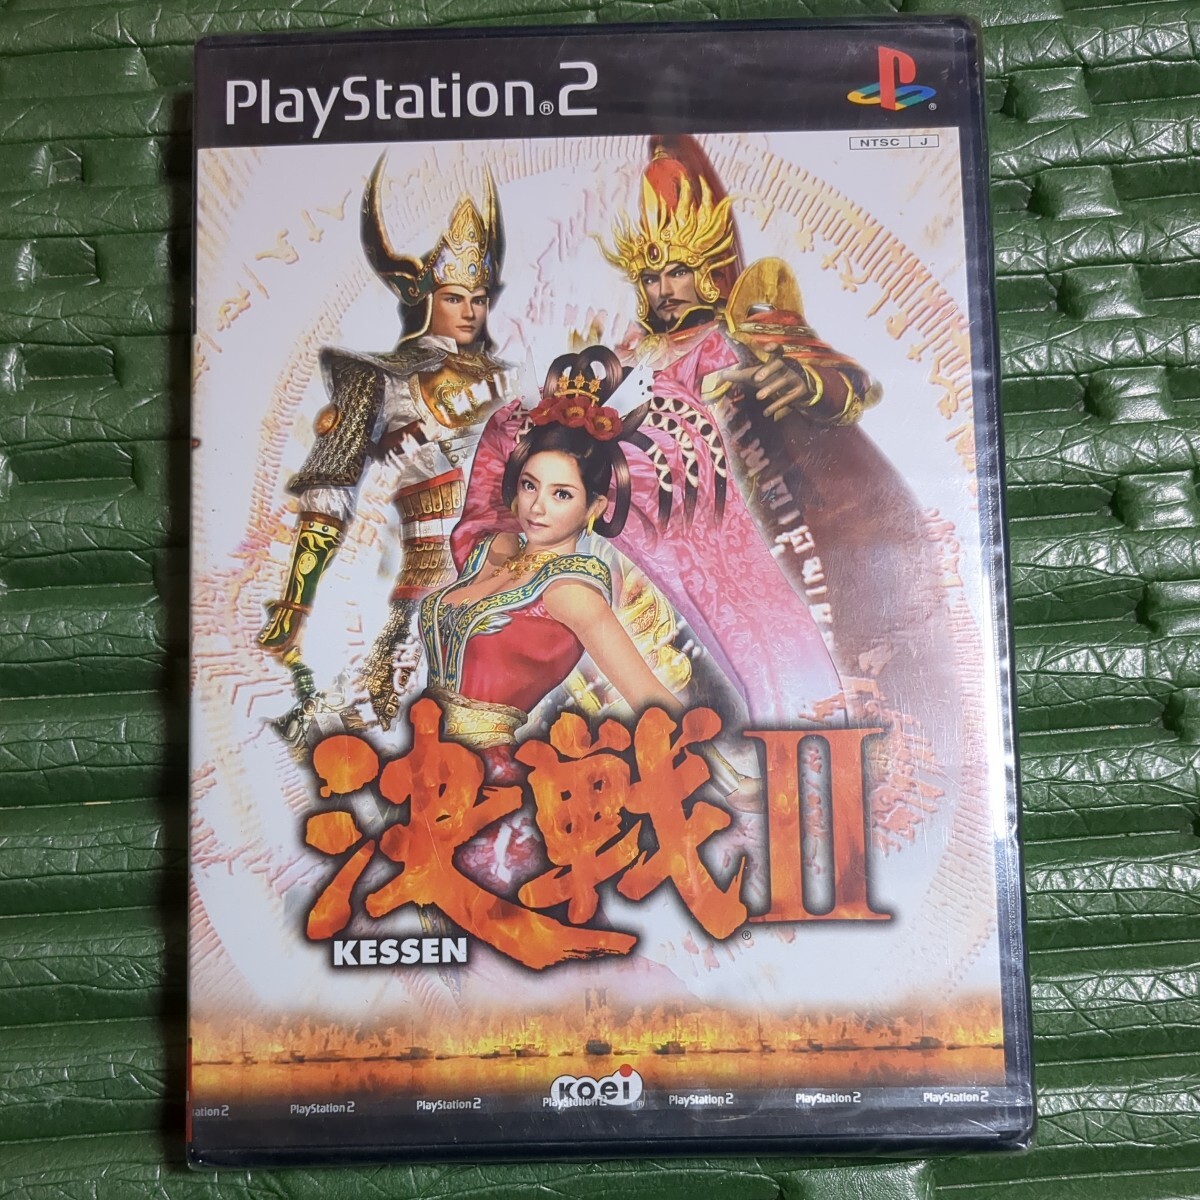 PlayStation®2
NTSC J
決戦II
KESSEN
KOEI
ation 2 PlayStation 2 PlayStation 2 PlayStation 2 PlayStation 2 PlayStation 2 PlayStation 2